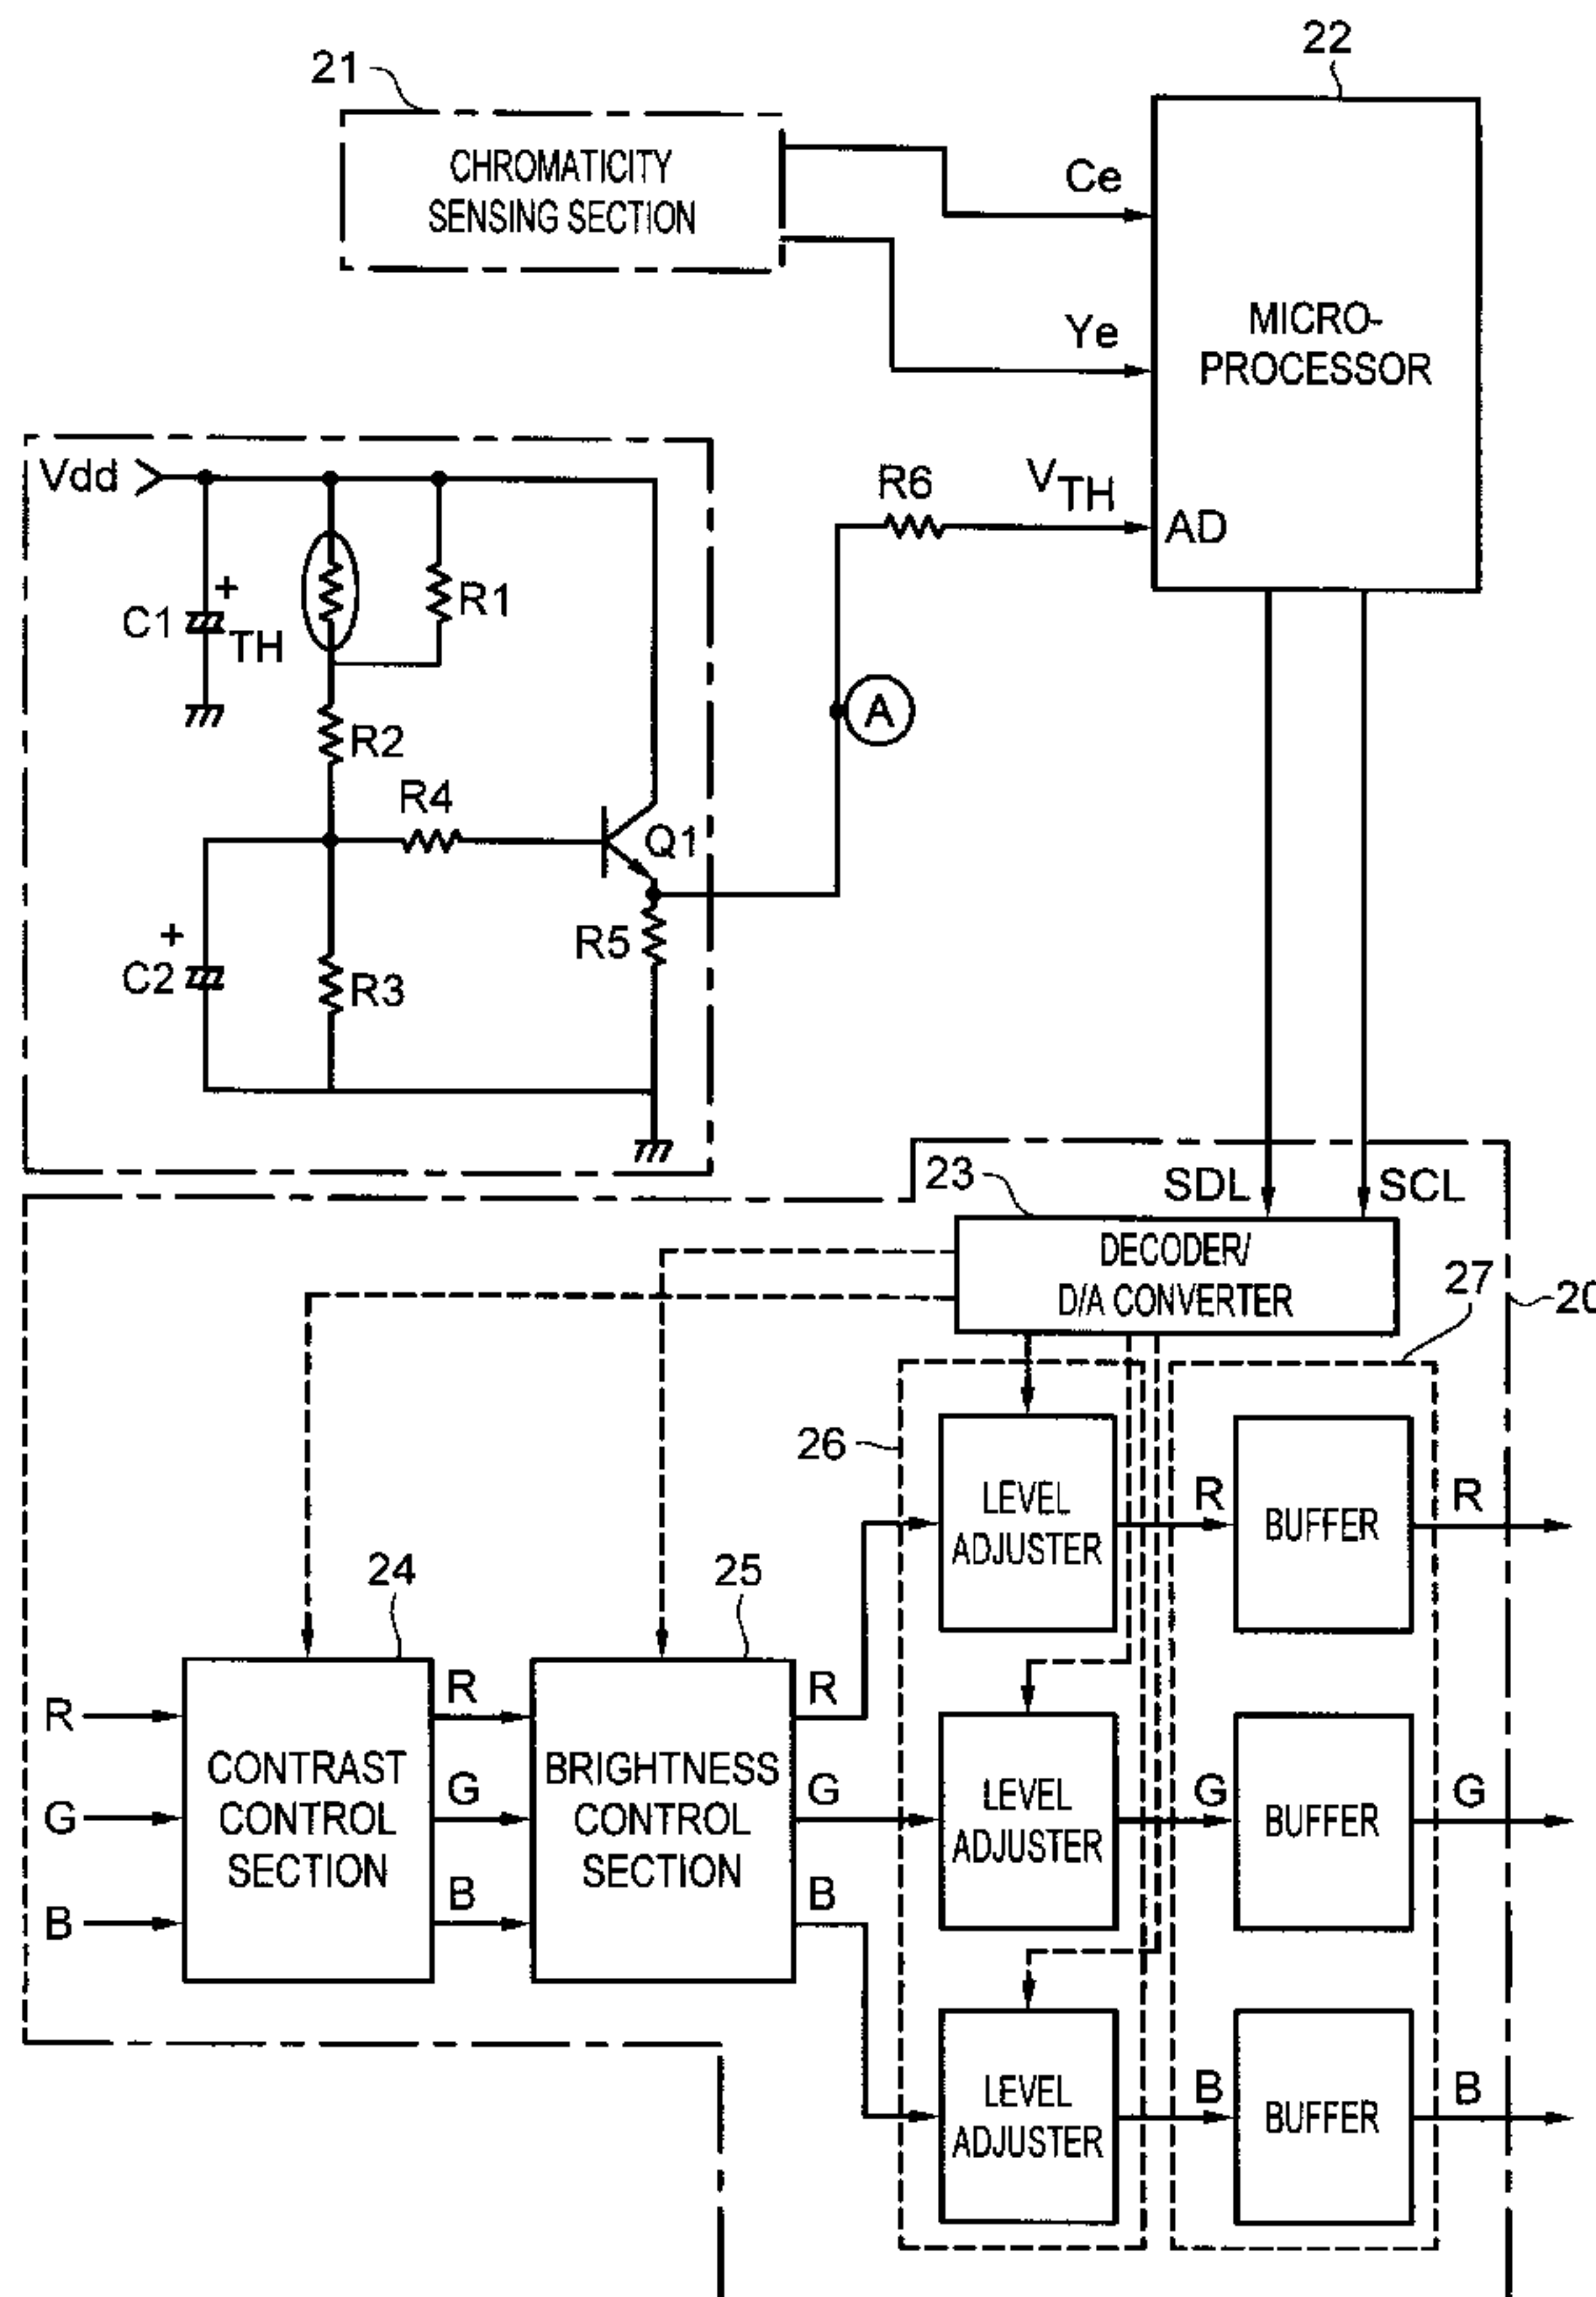 22
21
CHROMATICITY
SENSING SECTION
Ce
Ye
MICRO-
PROCESSOR
Vdd
R6
VTH
AD
+
C1
TH
R1
A
R2
R4
Q1
+
C2
R3
R5
23
SDL
SCL
DECODER/
D/A CONVERTER
27
20
26
LEVEL
ADJUSTER
R
BUFFER
R
24
25
R
R
R
CONTRAST
CONTROL
SECTION
BRIGHTNESS
CONTROL
SECTION
G
G
G
LEVEL
ADJUSTER
G
BUFFER
G
B
B
B
LEVEL
ADJUSTER
B
BUFFER
B